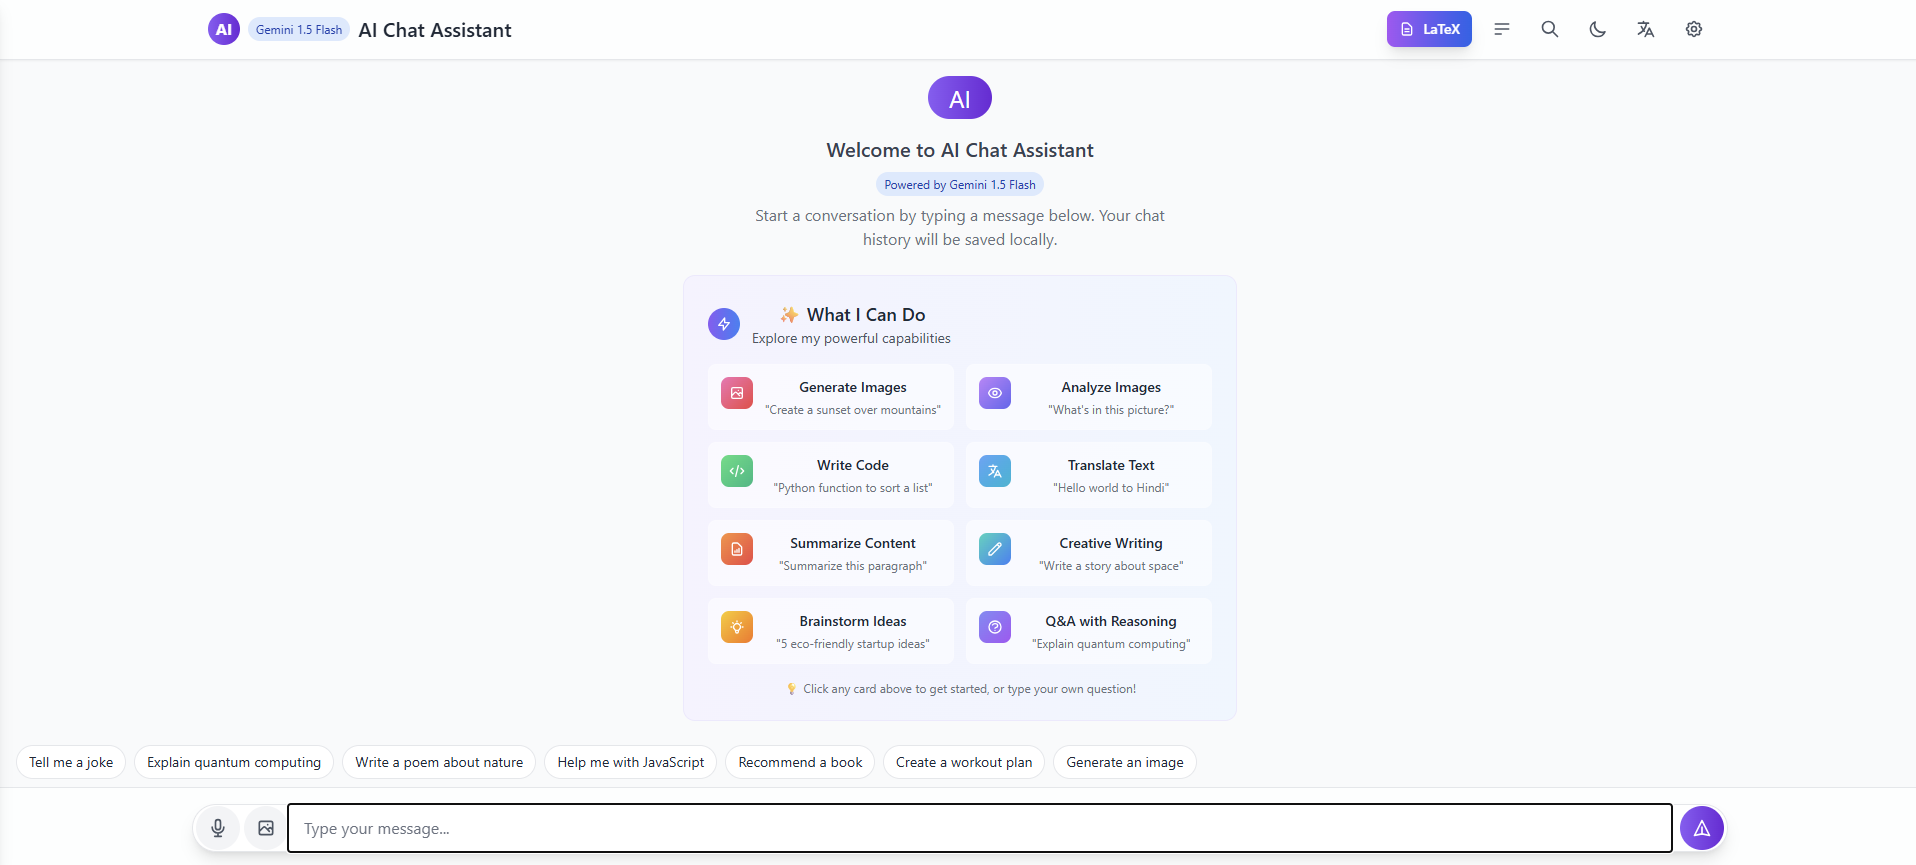 AI
Gemini 1.5 Flash
AI Chat Assistant
LaTeX
AI
Welcome to AI Chat Assistant
Powered by Gemini 1.5 Flash
Start a conversation by typing a message below. Your chat
history will be saved locally.
✨ What I Can Do
Explore my powerful capabilities
Generate Images
"Create a sunset over mountains"
Analyze Images
"What's in this picture?"
Write Code
"Python function to sort a list"
Translate Text
"Hello world to Hindi"
Summarize Content
"Summarize this paragraph"
Creative Writing
"Write a story about space"
Brainstorm Ideas
"5 eco-friendly startup ideas"
Q&A with Reasoning
"Explain quantum computing"
💡 Click any card above to get started, or type your own question!
Tell me a joke
Explain quantum computing
Write a poem about nature
Help me with JavaScript
Recommend a book
Create a workout plan
Generate an image
Type your message...